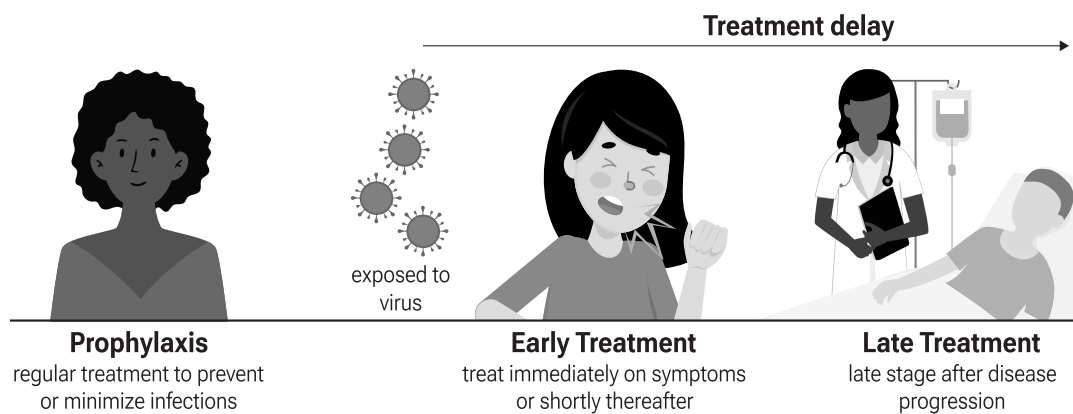 Treatment delay
exposed to
virus
Prophylaxis
regular treatment to prevent
or minimize infections
Early Treatment
treat immediately on symptoms
or shortly thereafter
Late Treatment
late stage after disease
progression